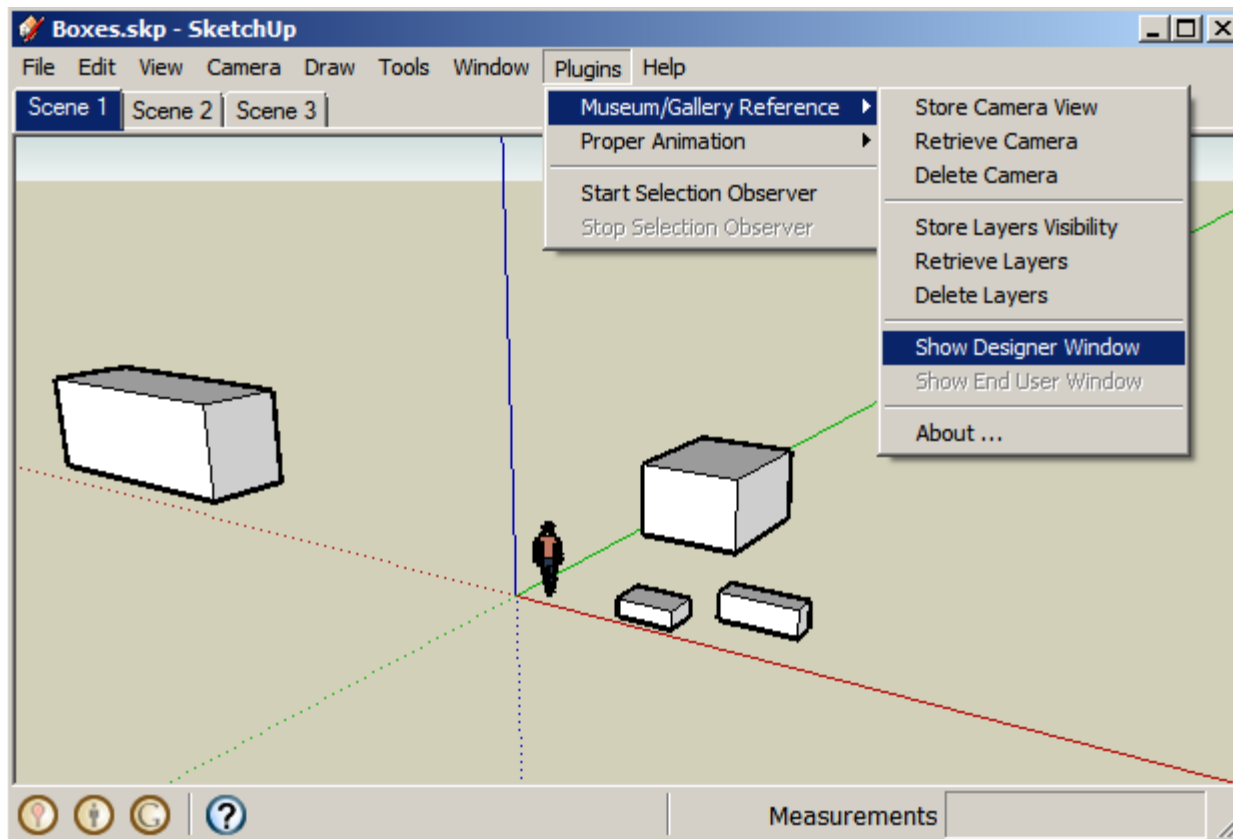 Boxes.skp - SketchUp
File Edit View Camera Draw Tools Window Plugins Help
Scene 1 Scene 2 Scene 3
Museum/Gallery Reference
Proper Animation
Start Selection Observer
Stop Selection Observer
Store Camera View
Retrieve Camera
Delete Camera
Store Layers Visibility
Retrieve Layers
Delete Layers
Show Designer Window
Show End User Window
About ...
G ?
Measurements